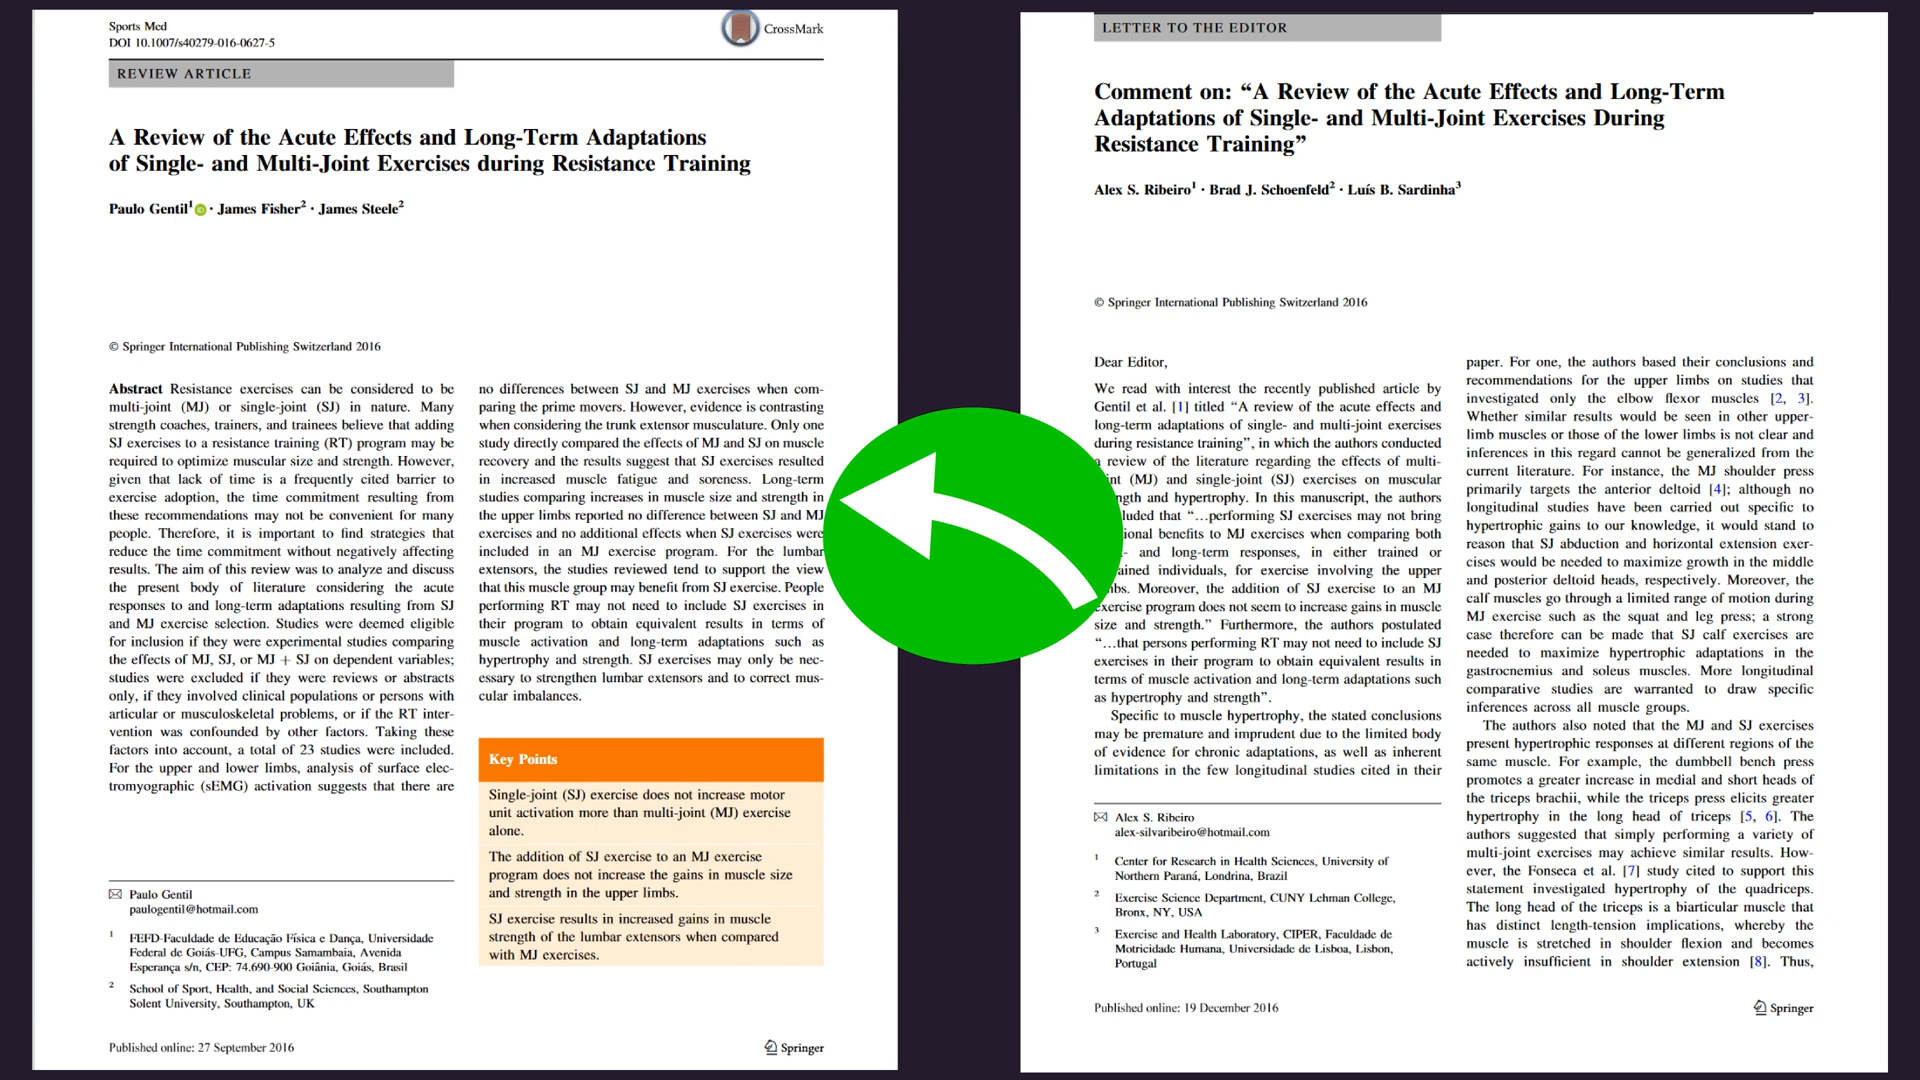 Sports Med
DOI 10.1007/s40279-016-0627-5
CrossMark
REVIEW ARTICLE
A Review of the Acute Effects and Long-Term Adaptations
of Single- and Multi-Joint Exercises during Resistance Training
Paulo Gentil1 iD · James Fisher2 · James Steele2
© Springer International Publishing Switzerland 2016
Abstract Resistance exercises can be considered to be
multi-joint (MJ) or single-joint (SJ) in nature. Many
strength coaches, trainers, and trainees believe that adding
SJ exercises to a resistance training (RT) program may be
required to optimize muscular size and strength. However,
given that lack of time is a frequently cited barrier to
exercise adoption, the time commitment resulting from
these recommendations may not be convenient for many
people. Therefore, it is important to find strategies that
reduce the time commitment without negatively affecting
results. The aim of this review was to analyze and discuss
the present body of literature considering the acute
responses to and long-term adaptations resulting from SJ
and MJ exercise selection. Studies were deemed eligible
for inclusion if they were experimental studies comparing
the effects of MJ, SJ, or MJ + SJ on dependent variables;
studies were excluded if they were reviews or abstracts
only, if they involved clinical populations or persons with
articular or musculoskeletal problems, or if the RT inter-
vention was confounded by other factors. Taking these
factors into account, a total of 23 studies were included.
For the upper and lower limbs, analysis of surface elec-
tromyographic (sEMG) activation suggests that there are
no differences between SJ and MJ exercises when com-
paring the prime movers. However, evidence is contrasting
when considering the trunk extensor musculature. Only one
study directly compared the effects of MJ and SJ on muscle
recovery and the results suggest that SJ exercises resulted
in increased muscle fatigue and soreness. Long-term
studies comparing increases in muscle size and strength in
the upper limbs reported no difference between SJ and MJ
exercises and no additional effects when SJ exercises were
included in an MJ exercise program. For the lumbar
extensors, the studies reviewed tend to support the view
that this muscle group may benefit from SJ exercise. People
performing RT may not need to include SJ exercises in
their program to obtain equivalent results in terms of
muscle activation and long-term adaptations such as
hypertrophy and strength. SJ exercises may only be nec-
essary to strengthen lumbar extensors and to correct mus-
cular imbalances.
Key Points
Single-joint (SJ) exercise does not increase motor
unit activation more than multi-joint (MJ) exercise
alone.
The addition of SJ exercise to an MJ exercise
program does not increase the gains in muscle size
and strength in the upper limbs.
SJ exercise results in increased gains in muscle
strength of the lumbar extensors when compared
with MJ exercises.
Paulo Gentil
paulogentil@hotmail.com
1 FEFD-Faculdade de Educação Física e Dança, Universidade
Federal de Goiás-UFG, Campus Samambaia, Avenida
Esperança s/n, CEP: 74.690-900 Goiânia, Goiás, Brasil
2 School of Sport, Health, and Social Sciences, Southampton
Solent University, Southampton, UK
Published online: 27 September 2016
Springer
LETTER TO THE EDITOR
Comment on: “A Review of the Acute Effects and Long-Term
Adaptations of Single- and Multi-Joint Exercises During
Resistance Training”
Alex S. Ribeiro1 · Brad J. Schoenfeld2 · Luís B. Sardinha3
© Springer International Publishing Switzerland 2016
Dear Editor,
We read with interest the recently published article by
Gentil et al. [1] titled “A review of the acute effects and
long-term adaptations of single- and multi-joint exercises
during resistance training”, in which the authors conducted
a review of the literature regarding the effects of multi-
(MJ) and single-joint (SJ) exercises on muscular
and hypertrophy. In this manuscript, the authors
that “…performing SJ exercises may not bring
benefits to MJ exercises when comparing both
and long-term responses, in either trained or
individuals, for exercise involving the upper
Moreover, the addition of SJ exercise to an MJ
exercise program does not seem to increase gains in muscle
size and strength.” Furthermore, the authors postulated
“…that persons performing RT may not need to include SJ
exercises in their program to obtain equivalent results in
terms of muscle activation and long-term adaptations such
as hypertrophy and strength”.
Specific to muscle hypertrophy, the stated conclusions
may be premature and imprudent due to the limited body
of evidence for chronic adaptations, as well as inherent
limitations in the few longitudinal studies cited in their
paper. For one, the authors based their conclusions and
recommendations for the upper limbs on studies that
investigated only the elbow flexor muscles [2, 3].
Whether similar results would be seen in other upper-
limb muscles or those of the lower limbs is not clear and
inferences in this regard cannot be generalized from the
current literature. For instance, the MJ shoulder press
primarily targets the anterior deltoid [4]; although no
longitudinal studies have been carried out specific to
hypertrophic gains to our knowledge, it would stand to
reason that SJ abduction and horizontal extension exer-
cises would be needed to maximize growth in the middle
and posterior deltoid heads, respectively. Moreover, the
calf muscles go through a limited range of motion during
MJ exercise such as the squat and leg press; a strong
case therefore can be made that SJ calf exercises are
needed to maximize hypertrophic adaptations in the
gastrocnemius and soleus muscles. More longitudinal
comparative studies are warranted to draw specific
inferences across all muscle groups.
The authors also noted that the MJ and SJ exercises
present hypertrophic responses at different regions of the
same muscle. For example, the dumbbell bench press
promotes a greater increase in medial and short heads of
the triceps brachii, while the triceps press elicits greater
hypertrophy in the long head of triceps [5, 6]. The
authors suggested that simply performing a variety of
multi-joint exercises may achieve similar results. How-
ever, the Fonseca et al. [7] study cited to support this
statement investigated hypertrophy of the quadriceps.
The long head of the triceps is a biarticular muscle that
has distinct length-tension implications, whereby the
muscle is stretched in shoulder flexion and becomes
actively insufficient in shoulder extension [8]. Thus,
Alex S. Ribeiro
alex-silvaribeiro@hotmail.com
1 Center for Research in Health Sciences, University of
Northern Paraná, Londrina, Brazil
2 Exercise Science Department, CUNY Lehman College,
Bronx, NY, USA
3 Exercise and Health Laboratory, CIPER, Faculdade de
Motricidade Humana, Universidade de Lisboa, Lisbon,
Portugal
Published online: 19 December 2016
Springer